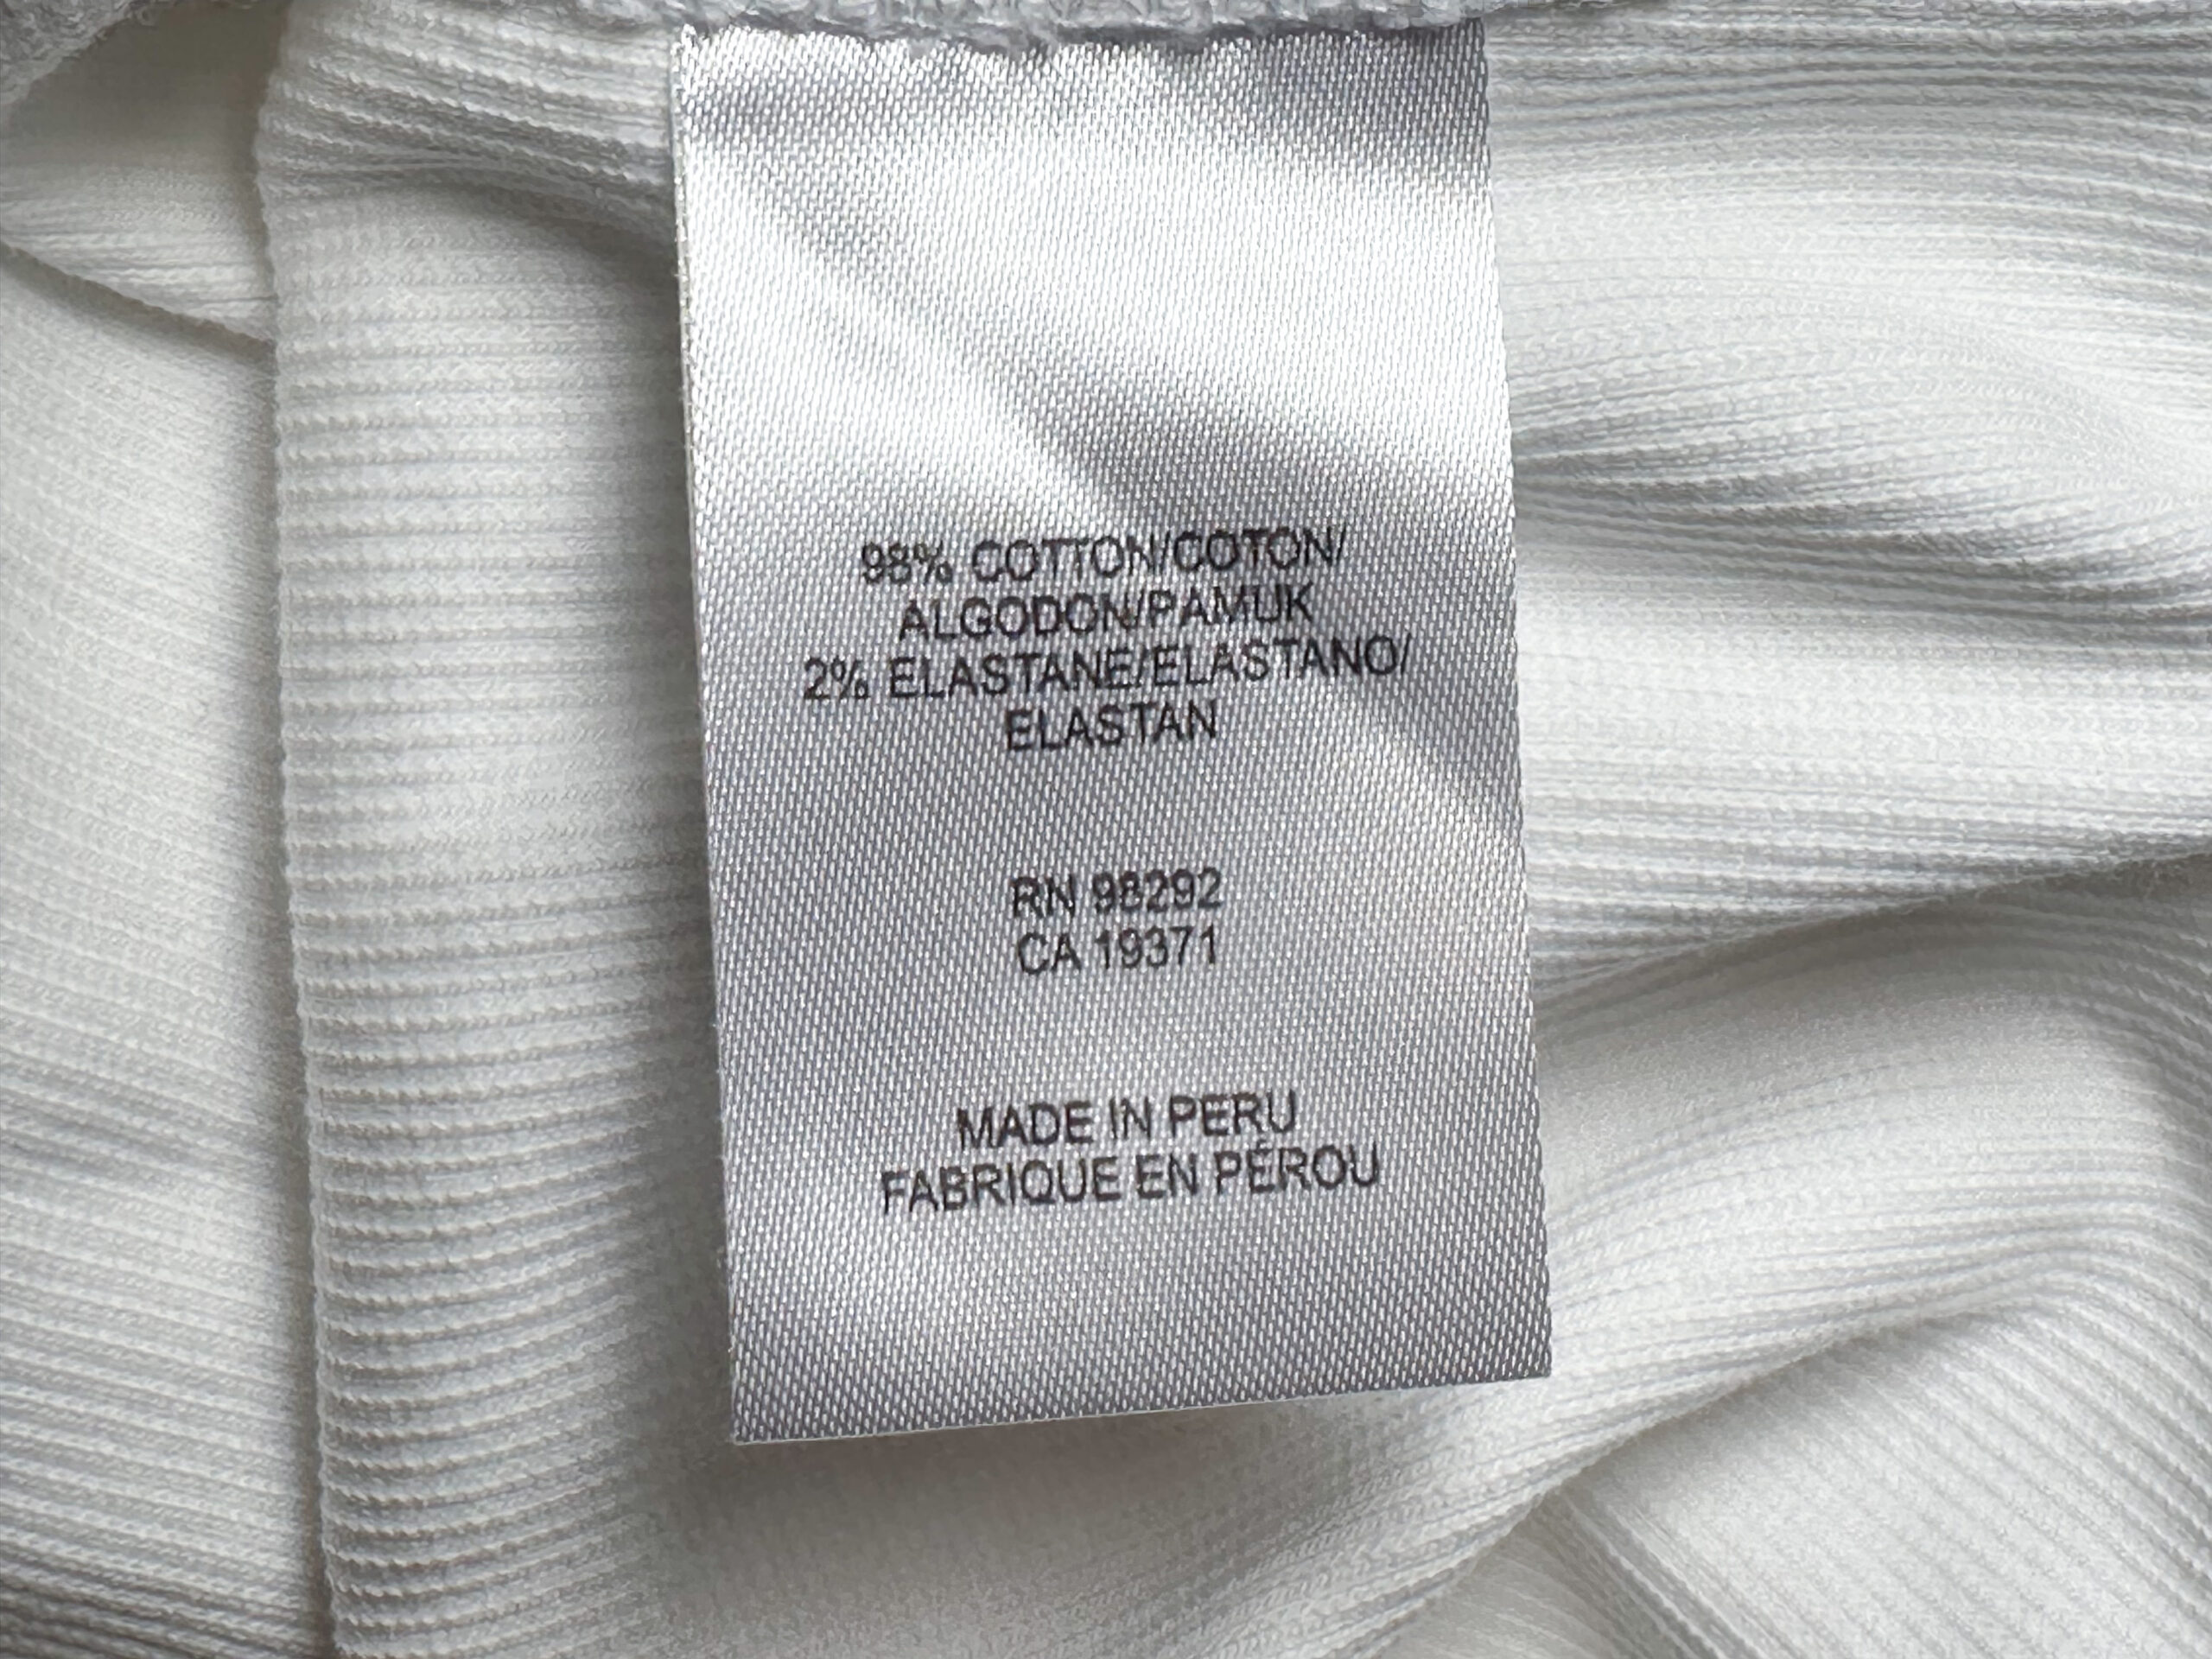 98% COTTON/COTON/
ALGODON/PAMUK
2% ELASTANE/ELASTANO/
ELASTAN
RN 98292
CA 19371
MADE IN PERU
FABRIQUE EN PÉROU